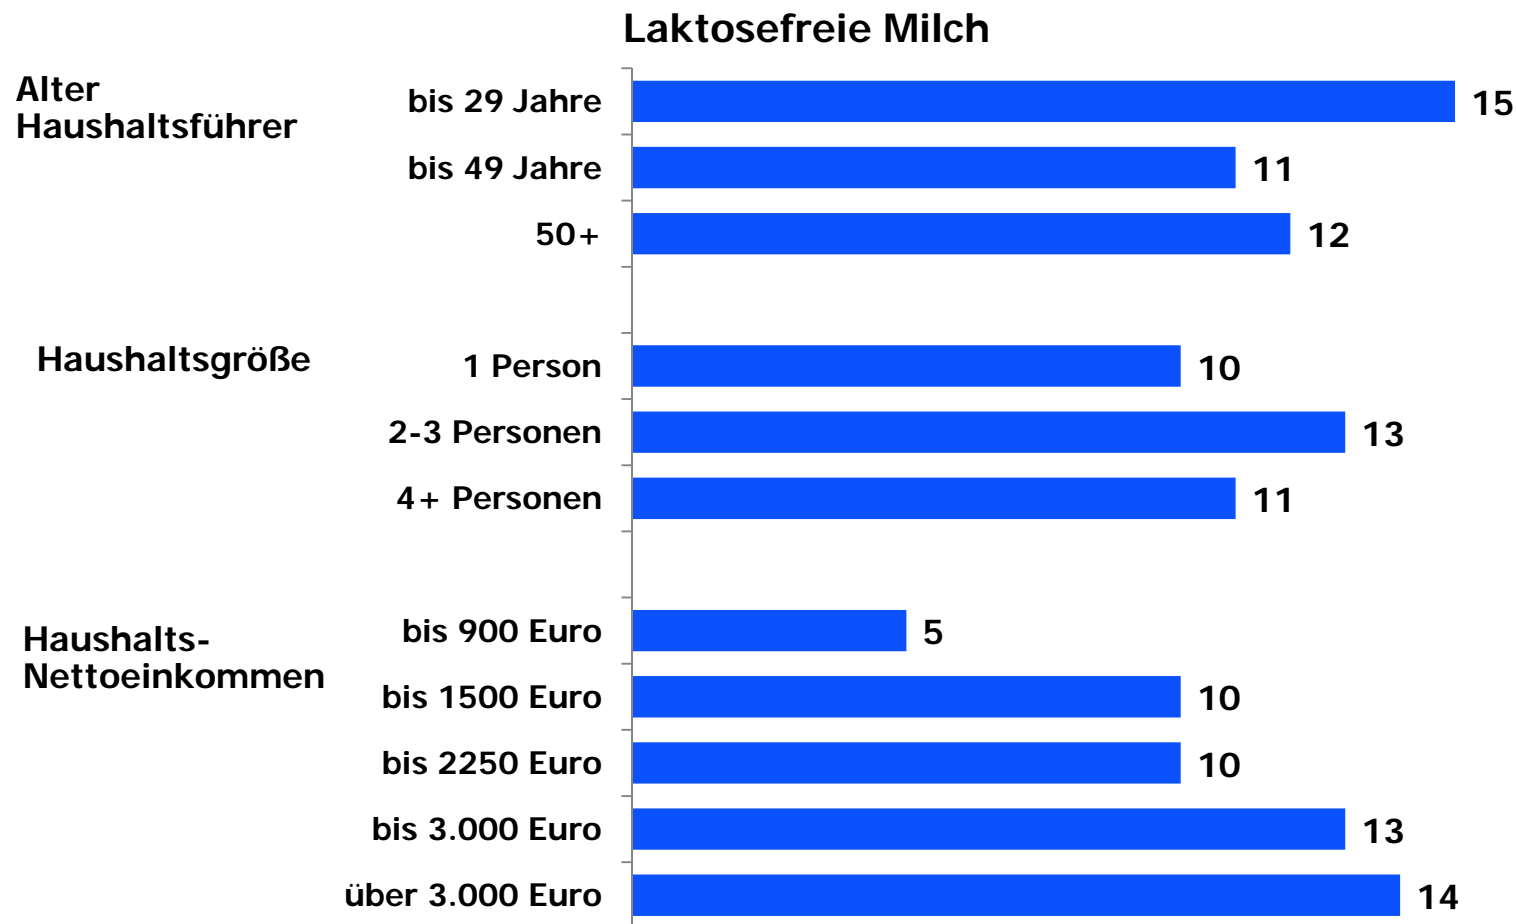 Laktosefreie Milch
Alter
Haushaltsführer
bis 29 Jahre 15
bis 49 Jahre 11
50+ 12
Haushaltsgröße
1 Person 10
2-3 Personen 13
4+ Personen 11
Haushalts-
Nettoeinkommen
bis 900 Euro 5
bis 1500 Euro 10
bis 2250 Euro 10
bis 3.000 Euro 13
über 3.000 Euro 14